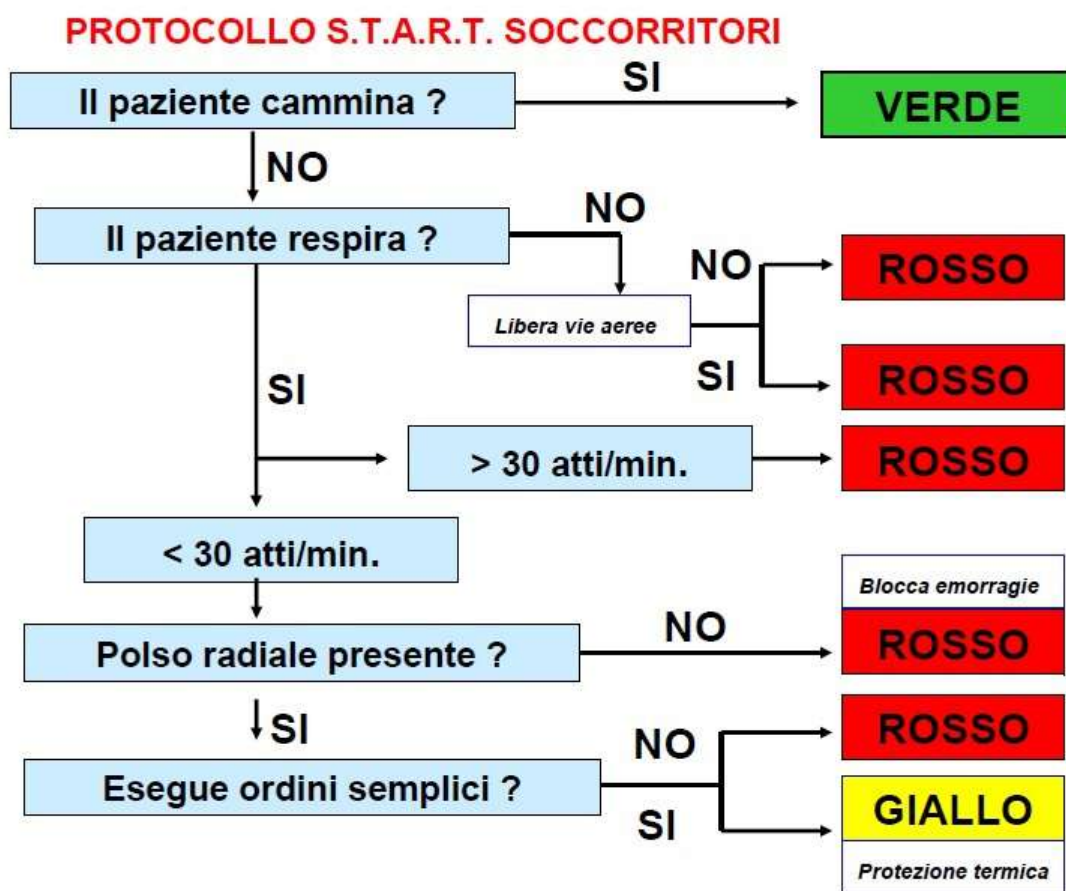 PROTOCOLLO S.T.A.R.T. SOCCORRITORI
Il paziente cammina ?
SI
VERDE
NO
Il paziente respira ?
NO
Libera vie aeree
NO
ROSSO
SI
ROSSO
SI
> 30 atti/min.
ROSSO
< 30 atti/min.
Blocca emorragie
Polso radiale presente ?
NO
ROSSO
SI
Esegue ordini semplici ?
NO
ROSSO
SI
GIALLO
Protezione termica